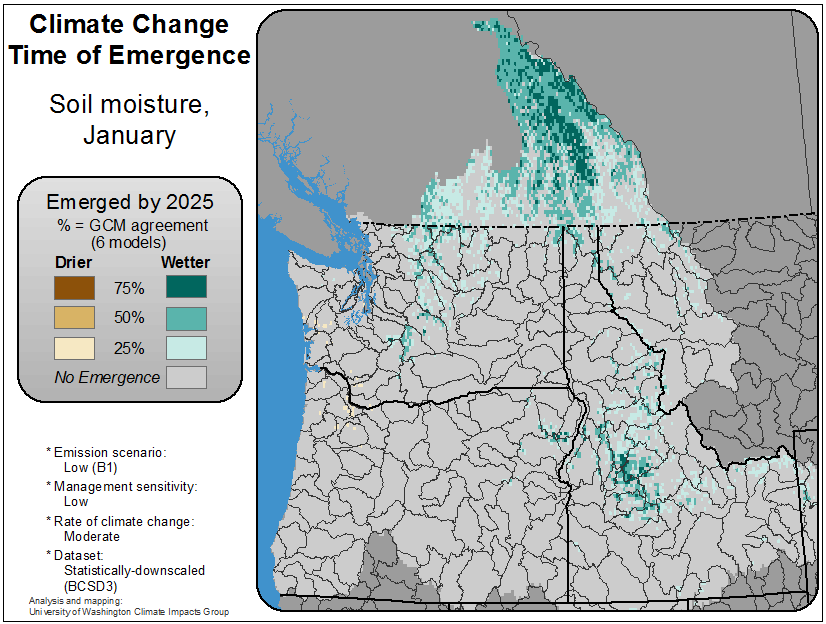 Climate Change
Time of Emergence
Soil moisture,
January
Emerged by 2025
% = GCM agreement
(6 models)
Drier Wetter
75%
50%
25%
No Emergence
* Emission scenario:
Low (B1)
* Management sensitivity:
Low
* Rate of climate change:
Moderate
* Dataset:
Statistically-downscaled
(BCSD3)
Analysis and mapping:
University of Washington Climate Impacts Group